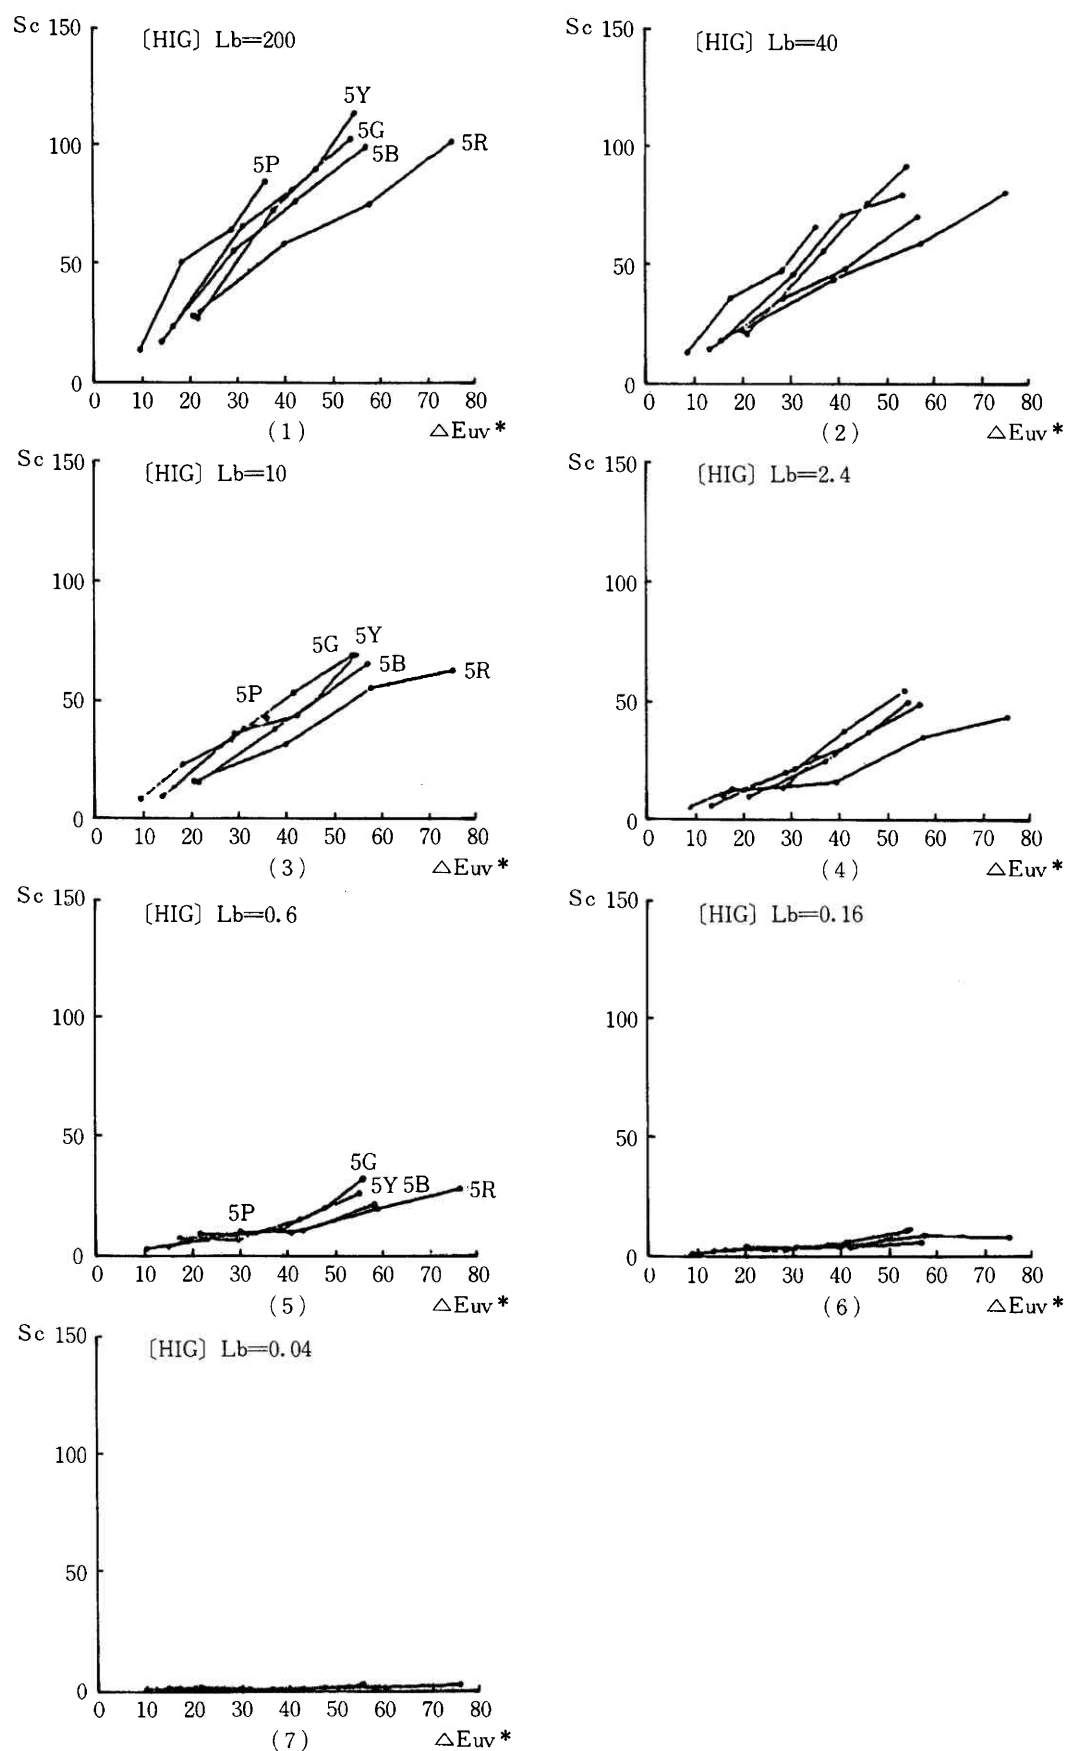 Sc 150
〔HIG〕 Lb=200
5Y
5G
100
5R
5B
5P
50
0
0 10 20 30 40 50 60 70 80
(1)
△Euv*
Sc 150
〔HIG〕 Lb=40
100
50
0
0 10 20 30 40 50 60 70 80
(2)
△Euv*
Sc 150
〔HIG〕 Lb=10
100
5G 5Y
5B
5R
5P
50
0
0 10 20 30 40 50 60 70 80
(3)
△Euv*
Sc 150
〔HIG〕 Lb=2.4
100
50
0
0 10 20 30 40 50 60 70 80
(4)
△Euv*
Sc 150
〔HIG〕 Lb=0.6
100
50
5G
5Y 5B
5R
5P
0
0 10 20 30 40 50 60 70 80
(5)
△Euv*
Sc 150
〔HIG〕 Lb=0.16
100
50
0
0 10 20 30 40 50 60 70 80
(6)
△Euv*
Sc 150
〔HIG〕 Lb=0.04
100
50
0
0 10 20 30 40 50 60 70 80
(7)
△Euv*